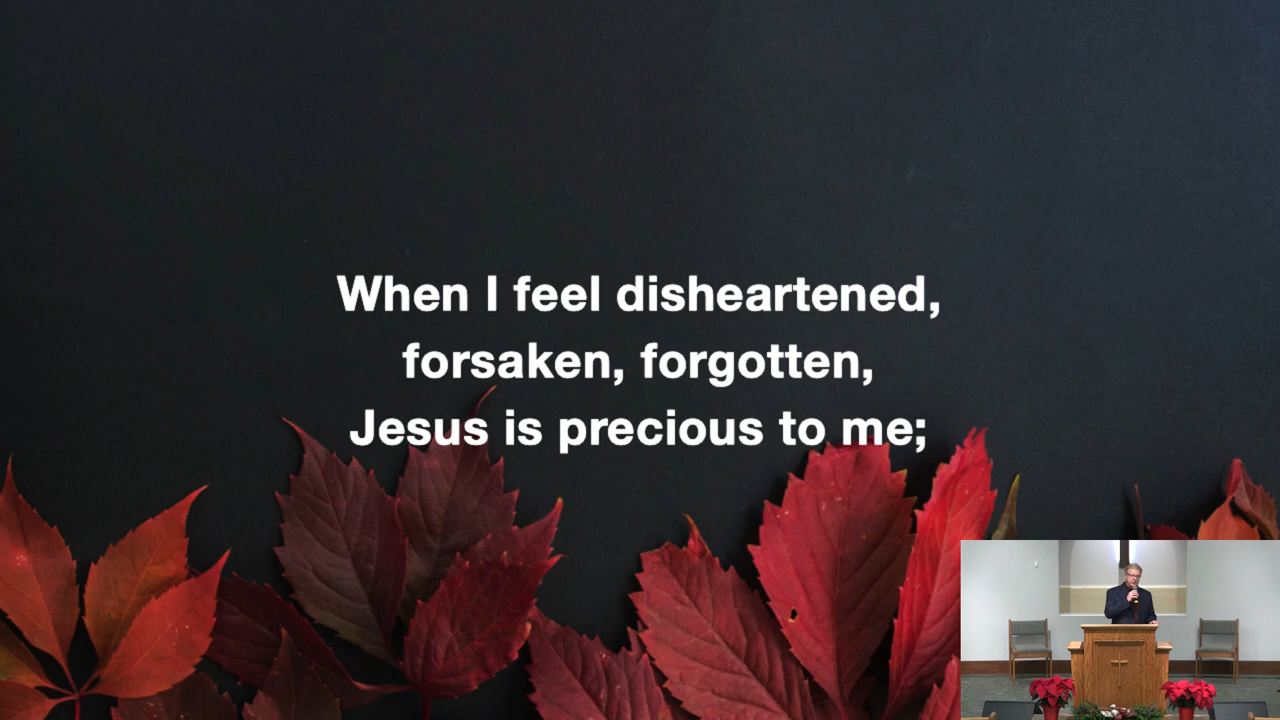 When I feel disheartened,
forsaken, forgotten,
Jesus is precious to me;